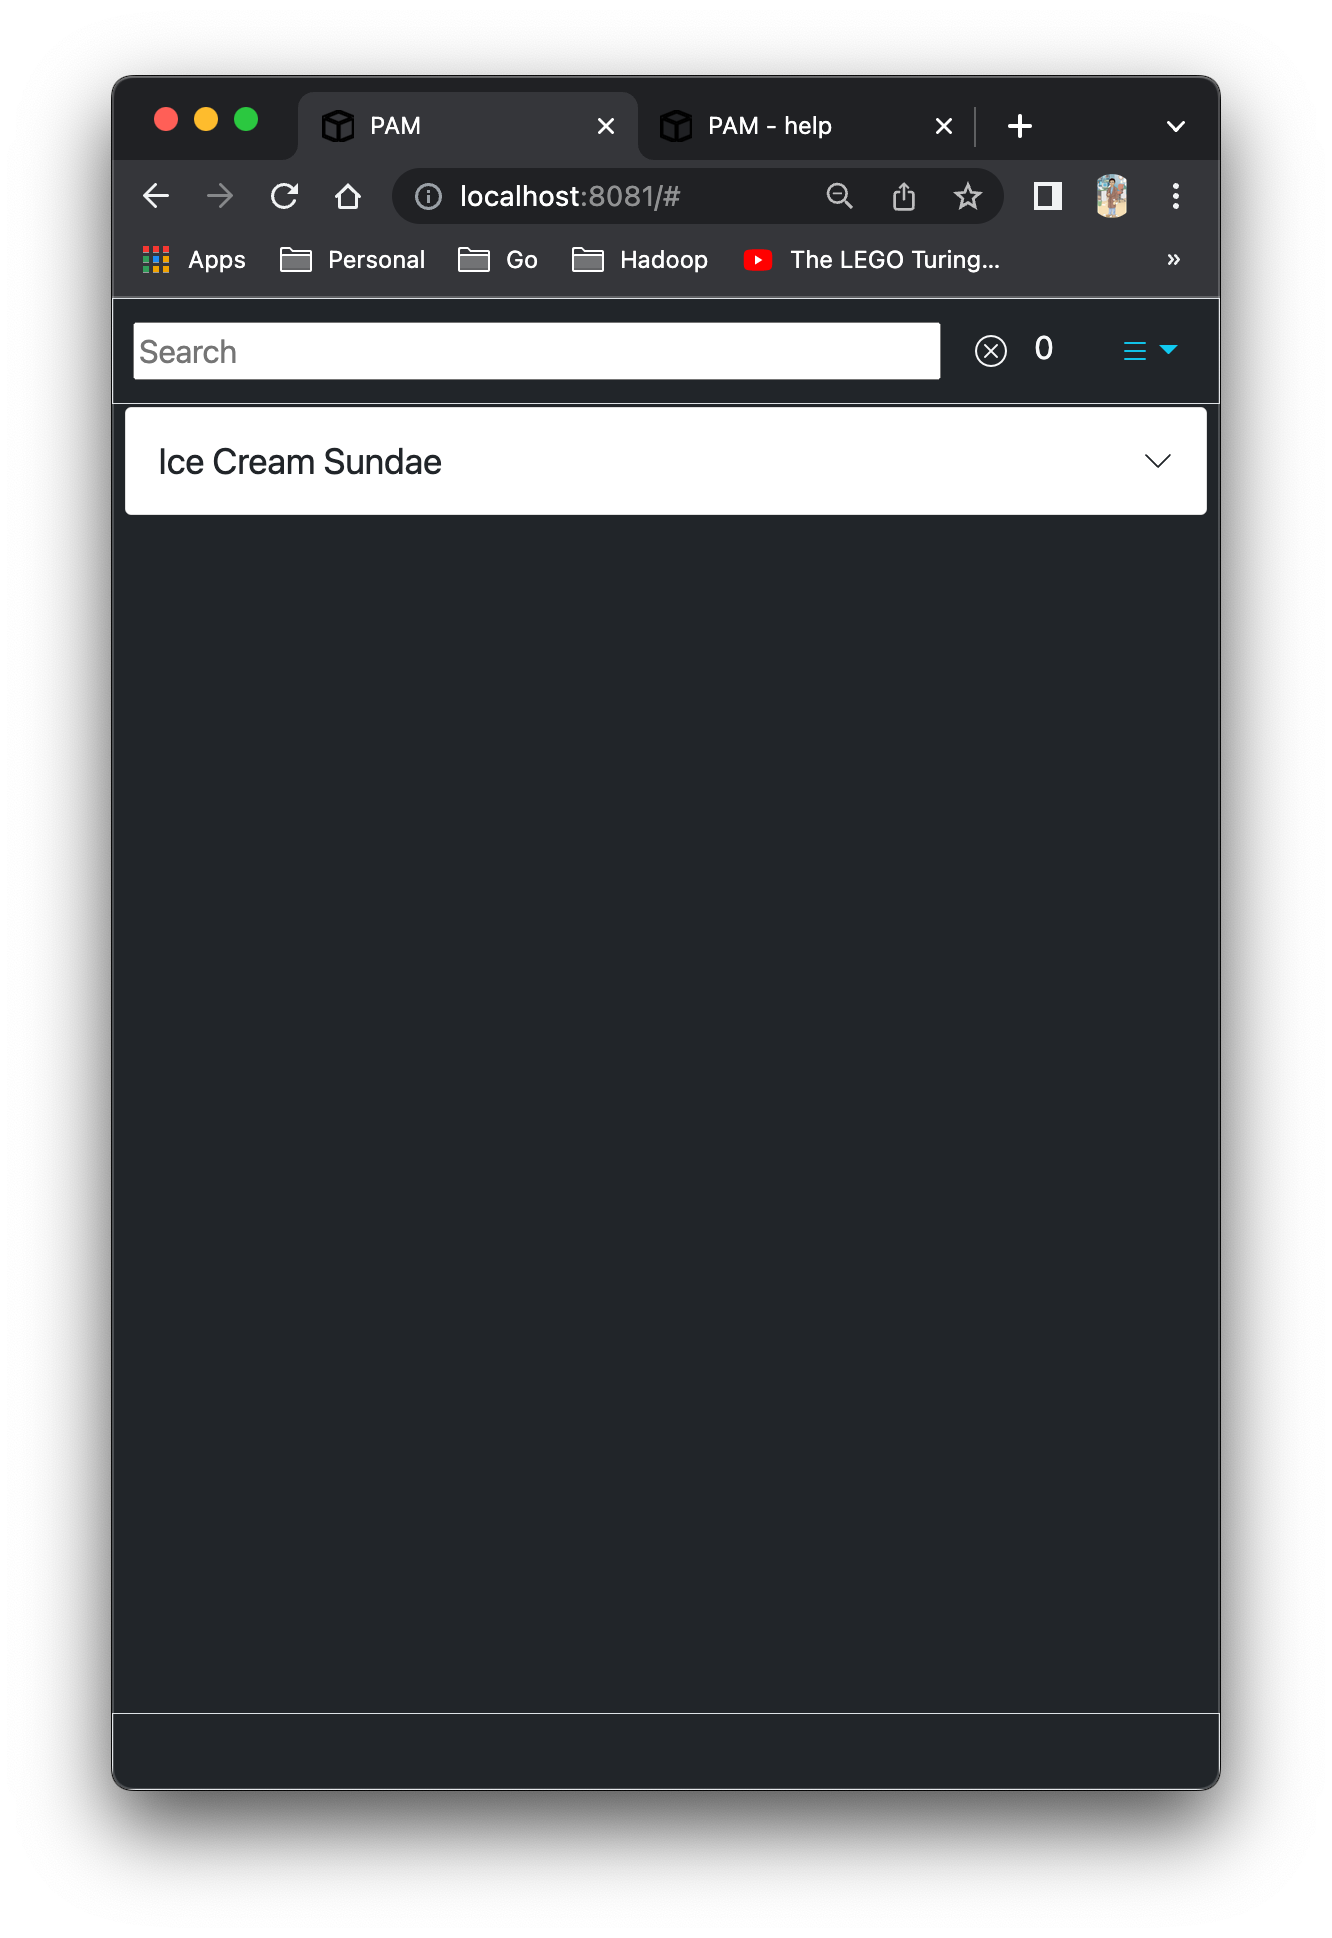 PAM
PAM - help
localhost:8081/#
Apps Personal Go Hadoop The LEGO Turing... »
Search 0
Ice Cream Sundae